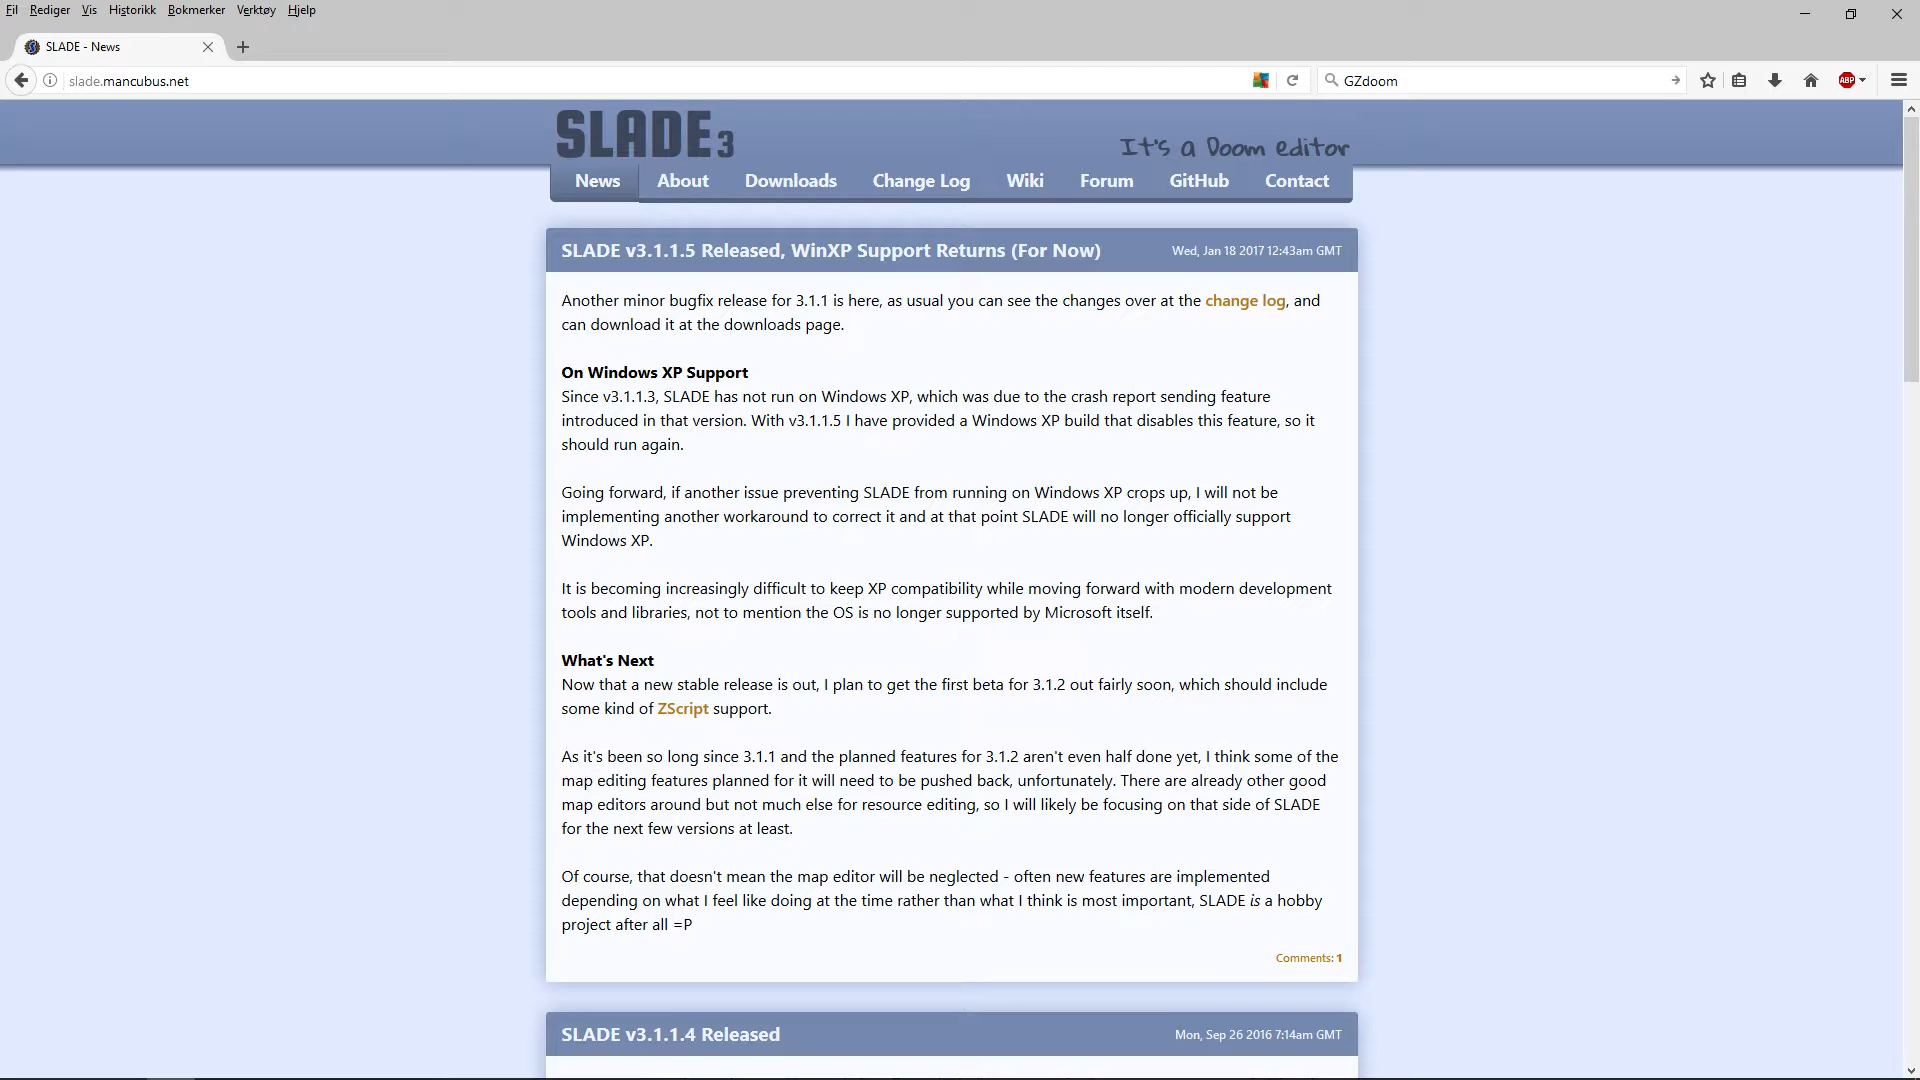 Fil Rediger Vis Historikk Bokmerker Verktøy Hjelp
SLADE - News
slade.mancubus.net
GZdoom
ABP
SLADE 3
It's a Doom editor
News About Downloads Change Log Wiki Forum GitHub Contact
SLADE v3.1.1.5 Released, WinXP Support Returns (For Now) Wed, Jan 18 2017 12:43am GMT
Another minor bugfix release for 3.1.1 is here, as usual you can see the changes over at the change log, and
can download it at the downloads page.
On Windows XP Support
Since v3.1.1.3, SLADE has not run on Windows XP, which was due to the crash report sending feature
introduced in that version. With v3.1.1.5 I have provided a Windows XP build that disables this feature, so it
should run again.
Going forward, if another issue preventing SLADE from running on Windows XP crops up, I will not be
implementing another workaround to correct it and at that point SLADE will no longer officially support
Windows XP.
It is becoming increasingly difficult to keep XP compatibility while moving forward with modern development
tools and libraries, not to mention the OS is no longer supported by Microsoft itself.
What's Next
Now that a new stable release is out, I plan to get the first beta for 3.1.2 out fairly soon, which should include
some kind of ZScript support.
As it's been so long since 3.1.1 and the planned features for 3.1.2 aren't even half done yet, I think some of the
map editing features planned for it will need to be pushed back, unfortunately. There are already other good
map editors around but not much else for resource editing, so I will likely be focusing on that side of SLADE
for the next few versions at least.
Of course, that doesn't mean the map editor will be neglected - often new features are implemented
depending on what I feel like doing at the time rather than what I think is most important, SLADE is a hobby
project after all =P
Comments: 1
SLADE v3.1.1.4 Released Mon, Sep 26 2016 7:14am GMT